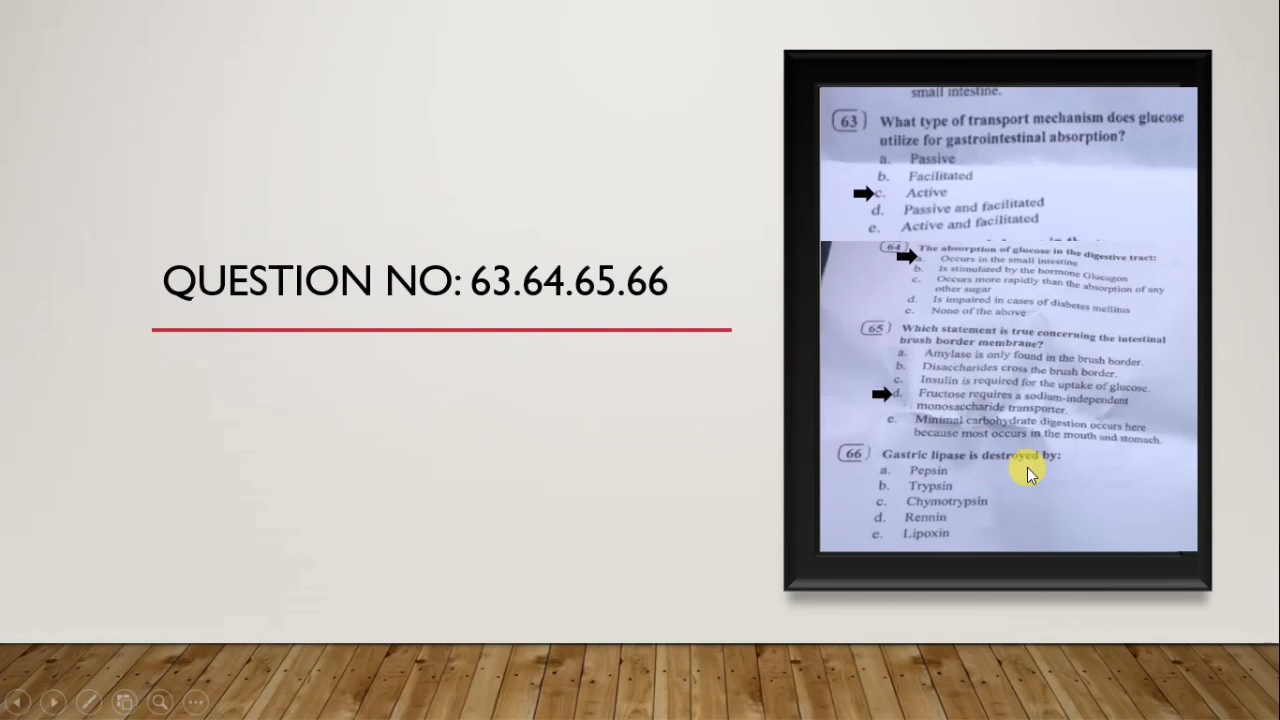 QUESTION NO: 63.64.65.66
small intestine.
63 What type of transport mechanism does glucose
utilize for gastrointestinal absorption?
a. Passive
b. Facilitated
c. Active
d. Passive and facilitated
e. Active and facilitated
64 The absorption of glucose in the digestive tract:
a. Occurs in the small intestine
b. Is stimulated by the hormone Glucagon
c. Occurs more rapidly than the absorption of any
other sugar
d. Is impaired in cases of diabetes mellitus
e. None of the above
65 Which statement is true concerning the intestinal
brush border membrane?
a. Amylase is only found in the brush border.
b. Disaccharides cross the brush border.
c. Insulin is required for the uptake of glucose.
d. Fructose requires a sodium-independent
monosaccharide transporter.
e. Minimal carbohydrate digestion occurs here
because most occurs in the mouth and stomach.
66 Gastric lipase is destroyed by:
a. Pepsin
b. Trypsin
c. Chymotrypsin
d. Rennin
e. Lipoxin